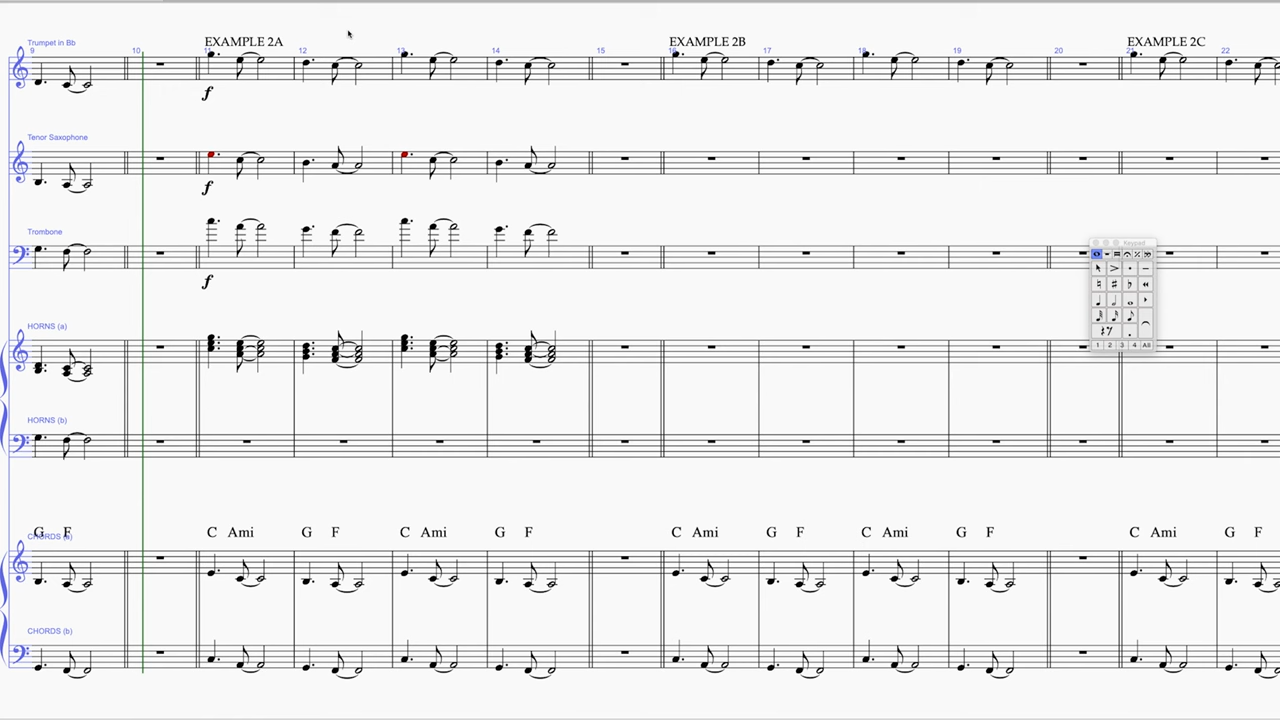 EXAMPLE 2A EXAMPLE 2B EXAMPLE 2C
Trumpet in Bb
9 10 11 12 13 14 15 16 17 18 19 20 21 22
f
Tenor Saxophone
f
Trombone
f
Keypad
1 2 3 4 All
HORNS (a)
HORNS (b)
G F C Ami G F C Ami G F C Ami G F C Ami G F C Ami G F
CHORDS (a)
CHORDS (b)